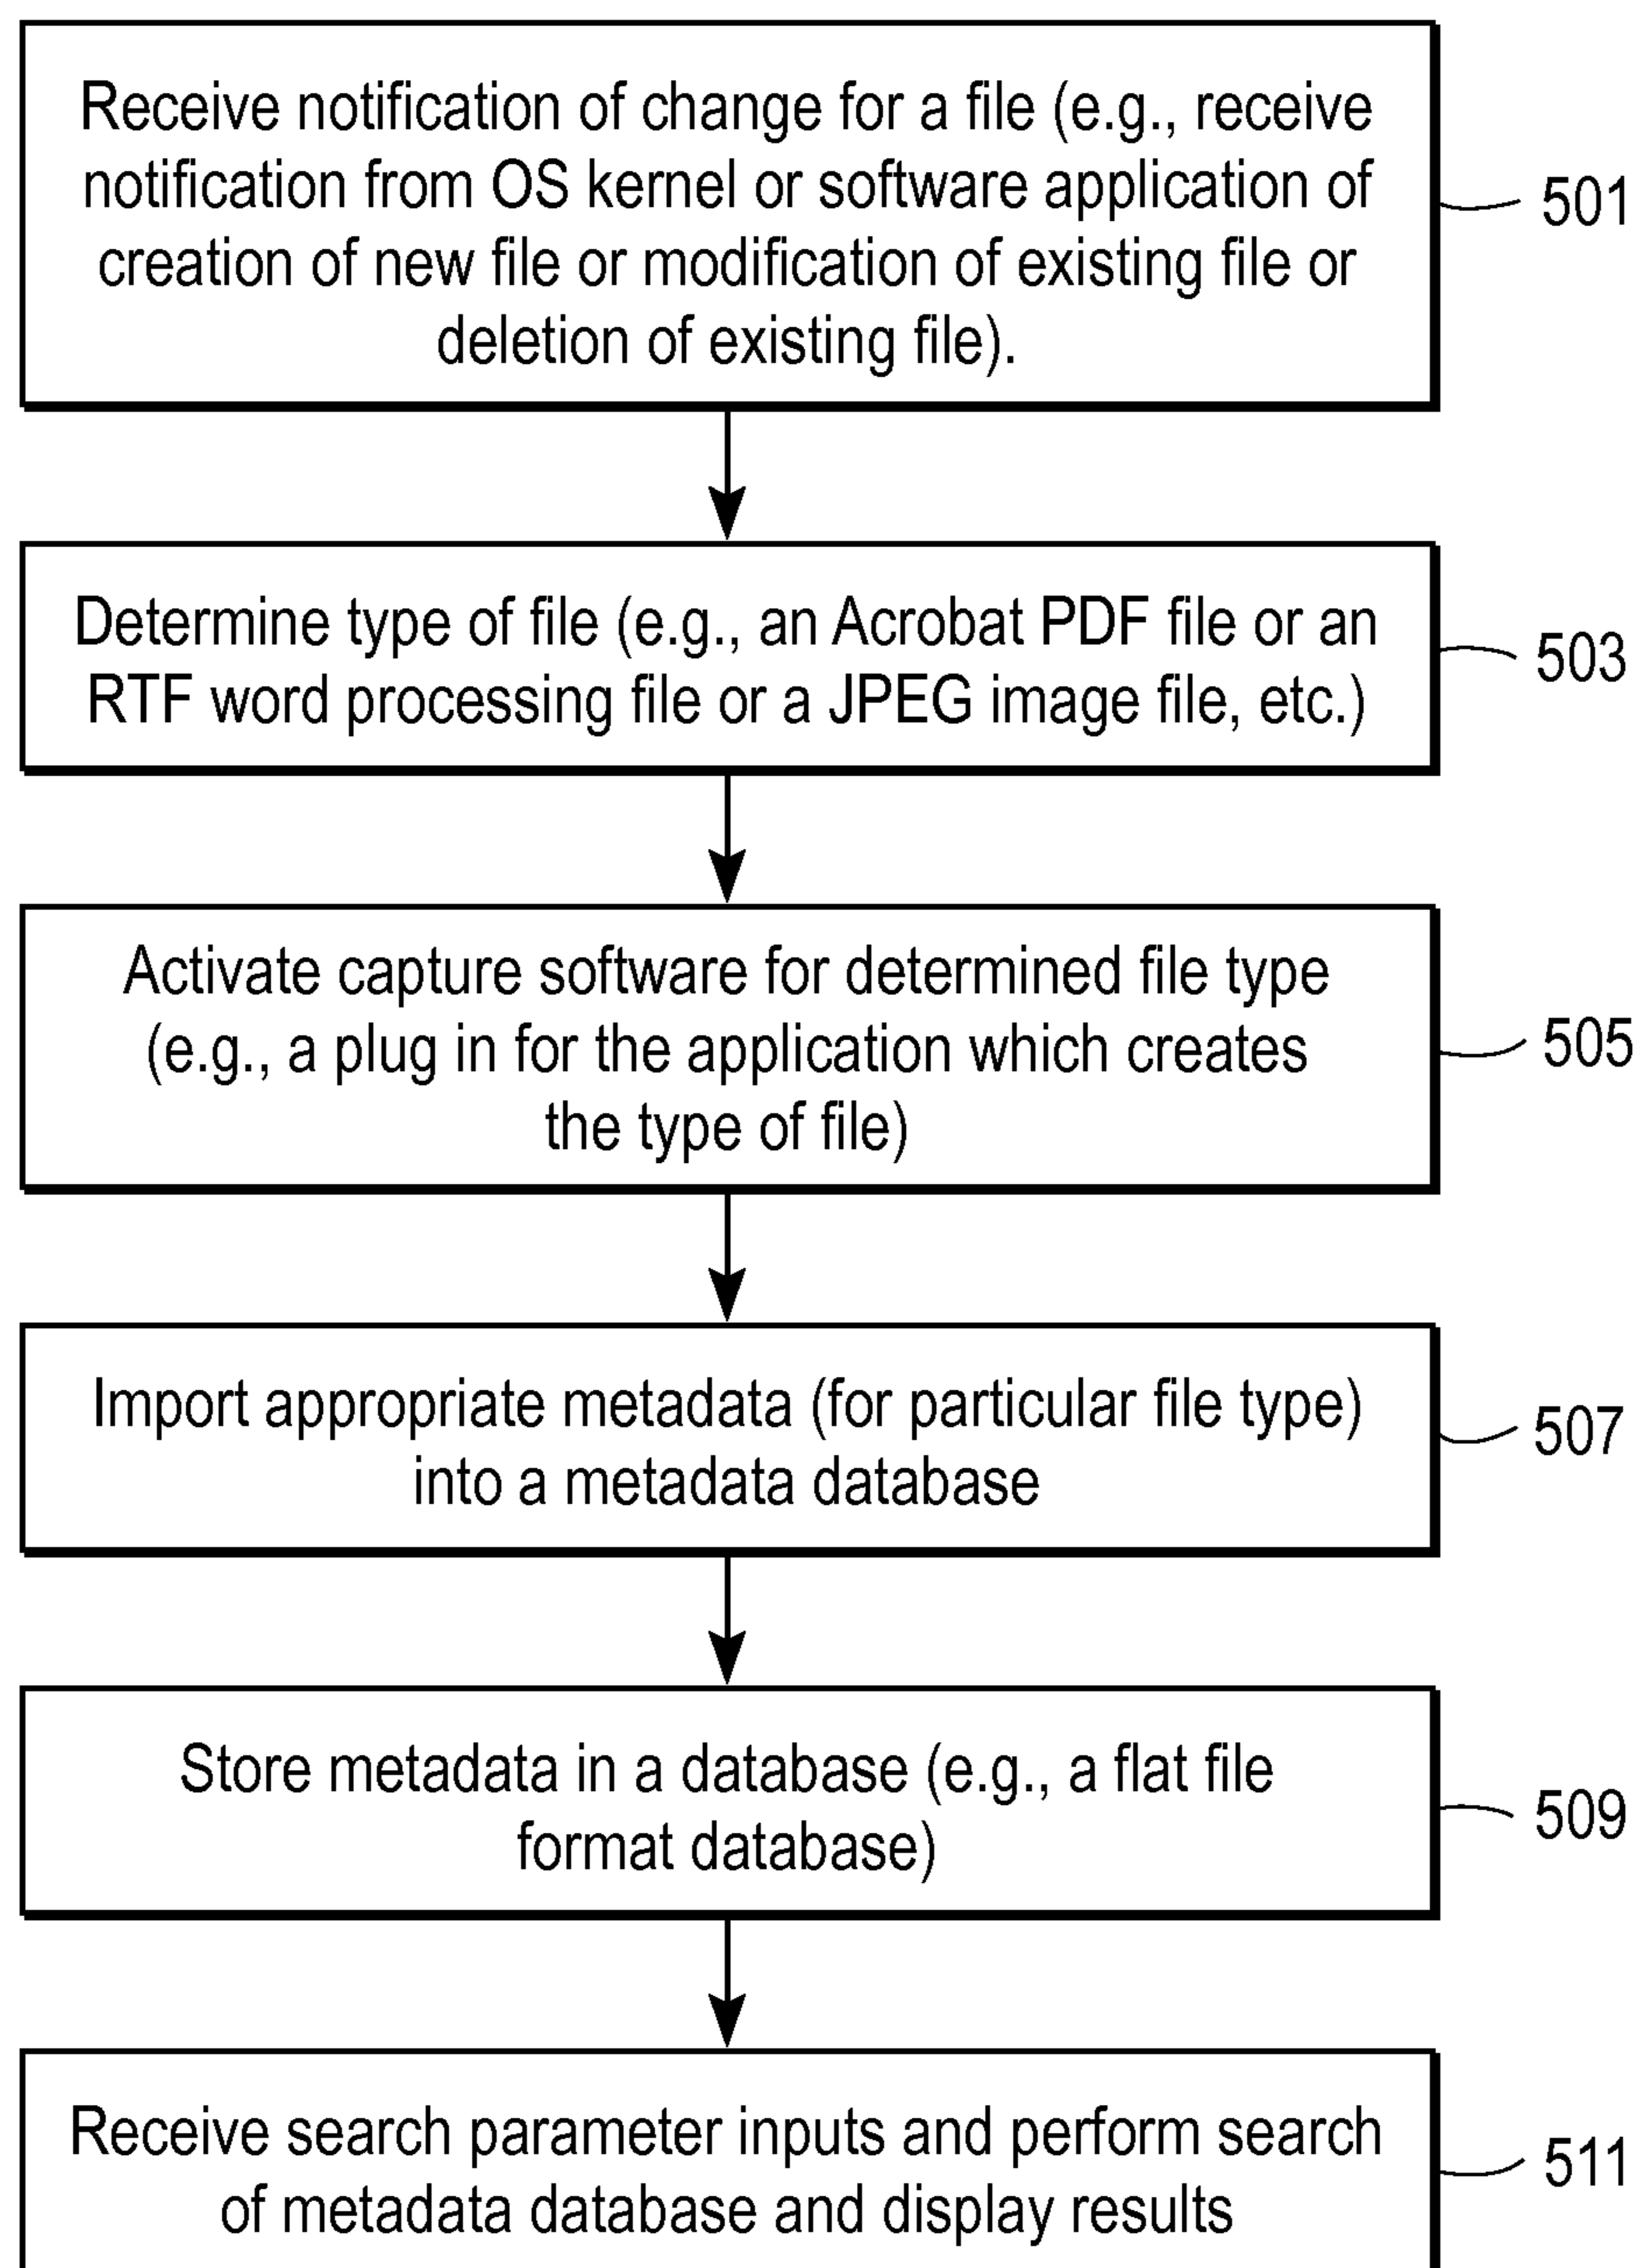 Receive notification of change for a file (e.g., receive
notification from OS kernel or software application of
creation of new file or modification of existing file or
deletion of existing file).
501
Determine type of file (e.g., an Acrobat PDF file or an
RTF word processing file or a JPEG image file, etc.)
503
Activate capture software for determined file type
(e.g., a plug in for the application which creates
the type of file)
505
Import appropriate metadata (for particular file type)
into a metadata database
507
Store metadata in a database (e.g., a flat file
format database)
509
Receive search parameter inputs and perform search
of metadata database and display results
511